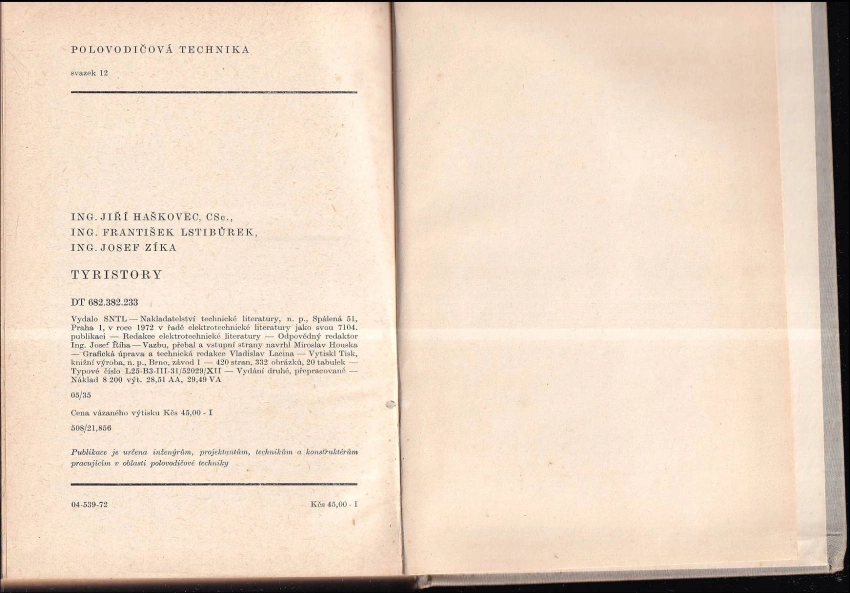 POLOVODIČOVÁ TECHNIKA
svazek 12
ING. JIŘÍ HAŠKOVEC, CSc.,
ING. FRANTIŠEK LSTIBŮREK,
ING. JOSEF ZÍKA
TYRISTORY
DT 682.382.233
Vydalo SNTL — Nakladatelství technické literatury, n. p., Spálená 51,
Praha 1, v roce 1972 v řadě elektrotechnické literatury jako svou 7104.
publikaci — Redakce elektrotechnické literatury — Odpovědný redaktor
Ing. Josef Říha — Vazbu, přebal a vstupní strany navrhl Miroslav Houska
— Grafická úprava a technická redakce Vladislav Lacina — Vytiskl Tisk,
knižní výroba, n. p., Brno, závod 1 — 420 stran, 332 obrázků, 20 tabulek —
Typové číslo L25-B3-III-31/52029/XII — Vydání druhé, přepracované —
Náklad 8 200 výt. 28,51 AA, 29,49 VA
05/35
Cena vázaného výtisku Kčs 45,00 - I
508/21,856
Publikace je určena inženýrům, projektantům, technikům a konstruktérům
pracujícím v oblasti polovodičové techniky
04-539-72 Kčs 45,00 - I